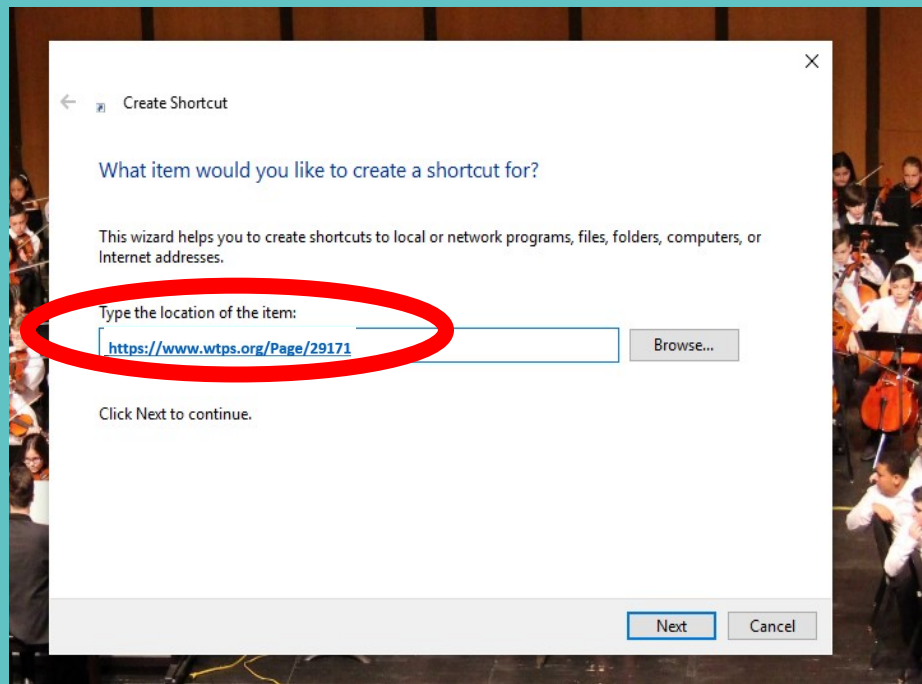 Create Shortcut
What item would you like to create a shortcut for?
This wizard helps you to create shortcuts to local or network programs, files, folders, computers, or
Internet addresses.
Type the location of the item:
https://www.wtps.org/Page/29171
Browse...
Click Next to continue.
Next
Cancel